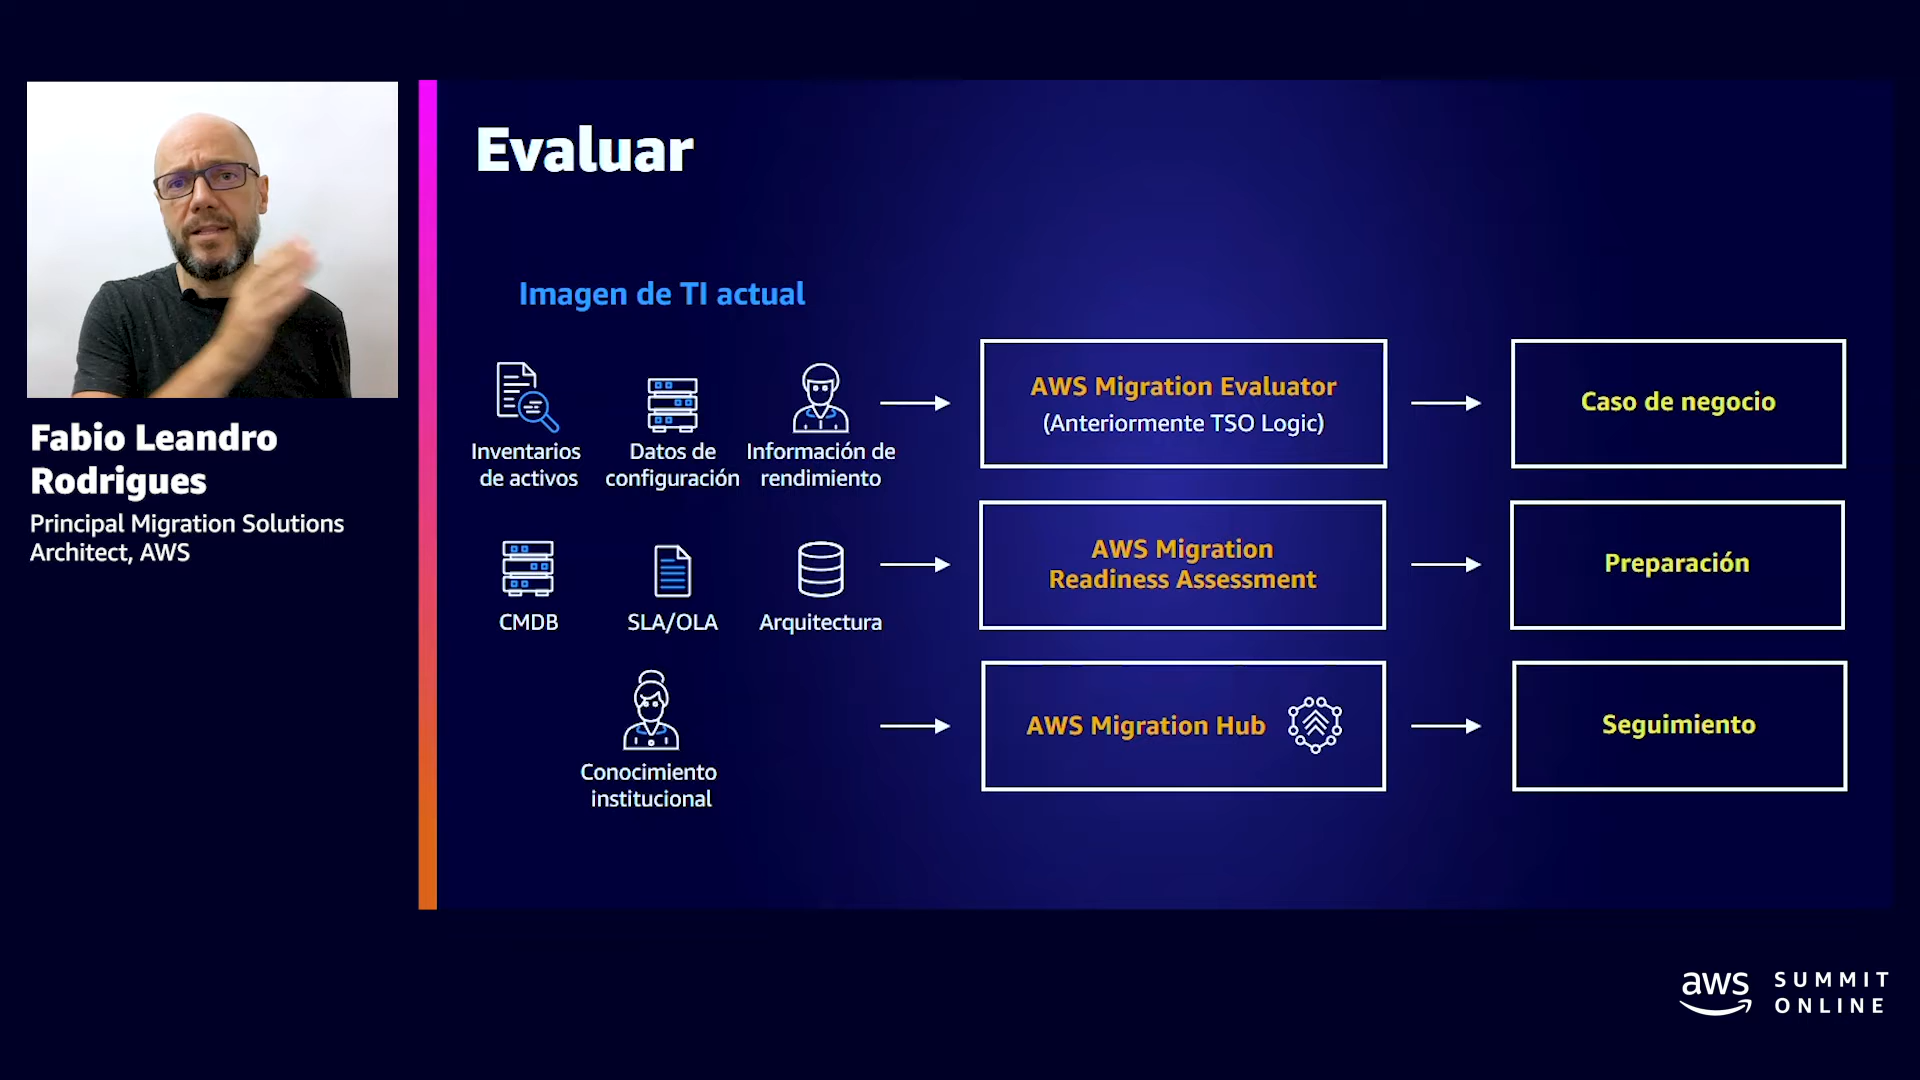 Evaluar
Imagen de TI actual
Inventarios
de activos
Datos de
configuración
Información de
rendimiento
CMDB
SLA/OLA
Arquitectura
Conocimiento
institucional
AWS Migration Evaluator
(Anteriormente TSO Logic)
Caso de negocio
AWS Migration
Readiness Assessment
Preparación
AWS Migration Hub
Seguimiento
Fabio Leandro
Rodrigues
Principal Migration Solutions
Architect, AWS
aws
SUMMIT
ONLINE